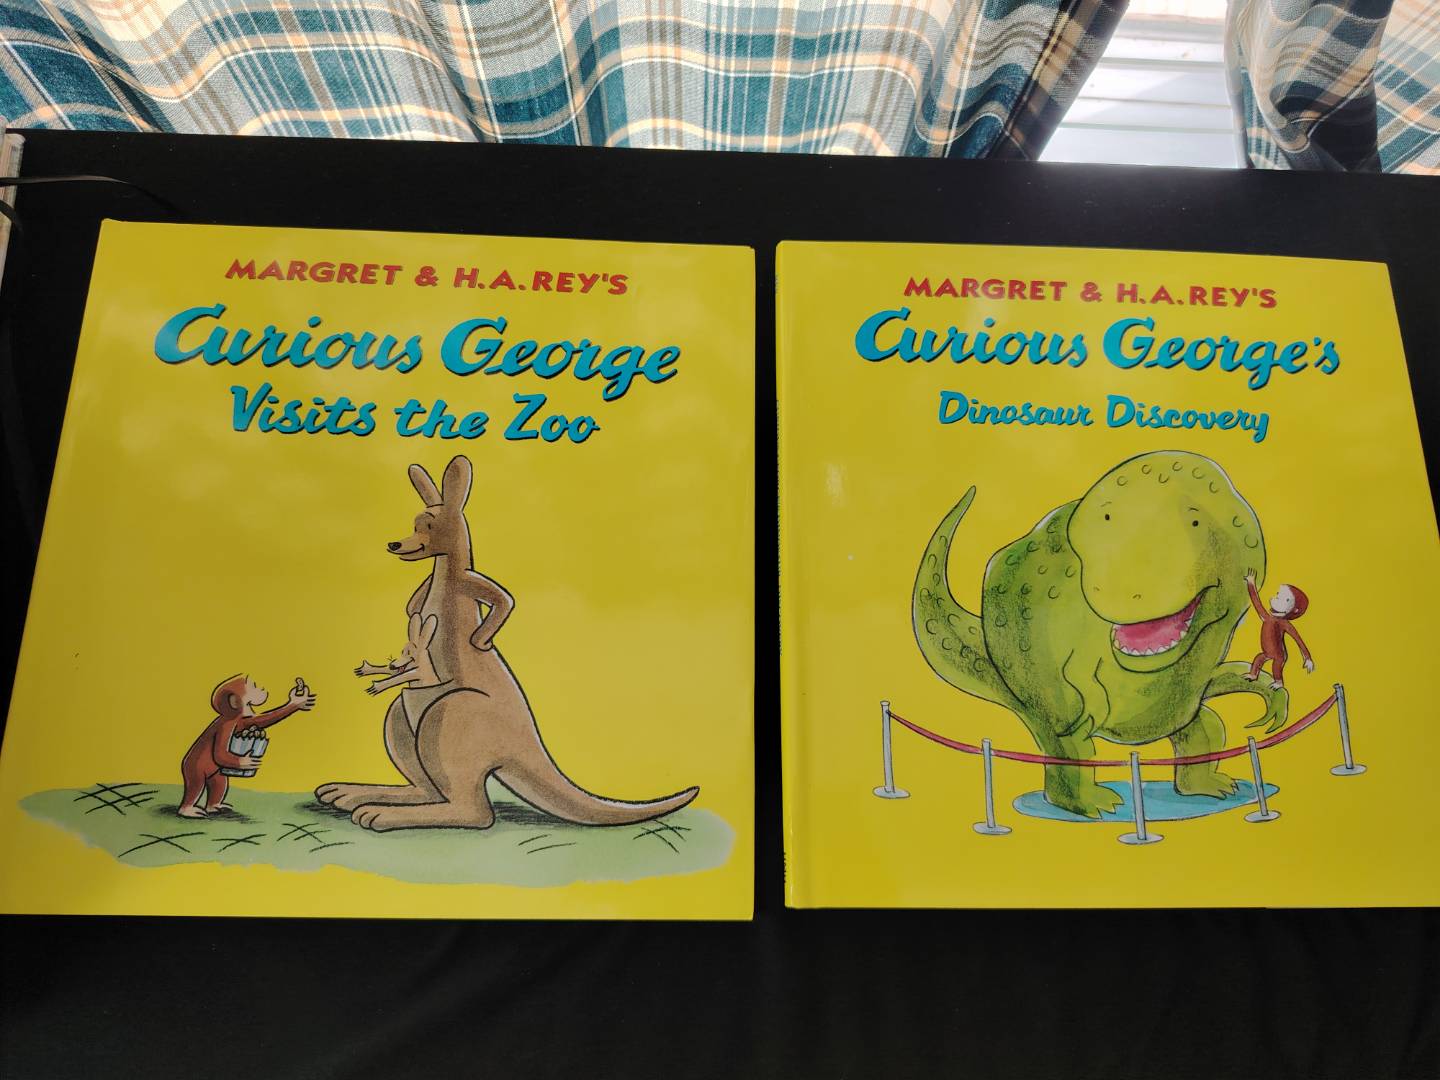 MARGRET & H.A.REY'S
Curious George
Visits the Zoo
MARGRET & H.A.REY'S
Curious George's
Dinosaur Discovery